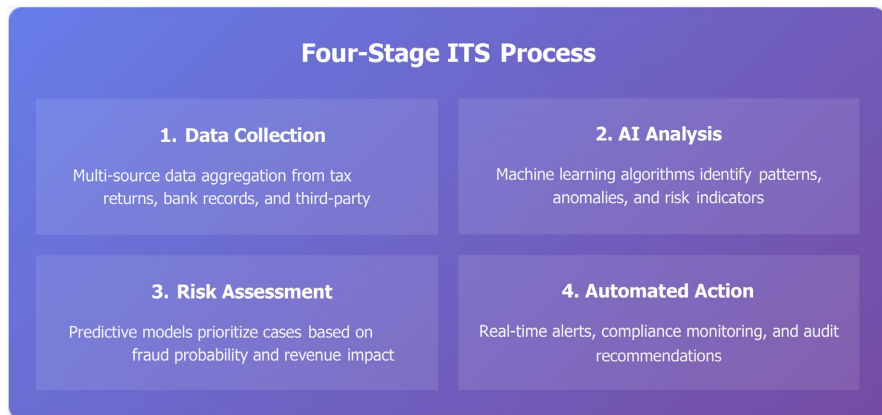 Four-Stage ITS Process
1. Data Collection
Multi-source data aggregation from tax
returns, bank records, and third-party
2. AI Analysis
Machine learning algorithms identify patterns,
anomalies, and risk indicators
3. Risk Assessment
Predictive models prioritize cases based on
fraud probability and revenue impact
4. Automated Action
Real-time alerts, compliance monitoring, and audit
recommendations